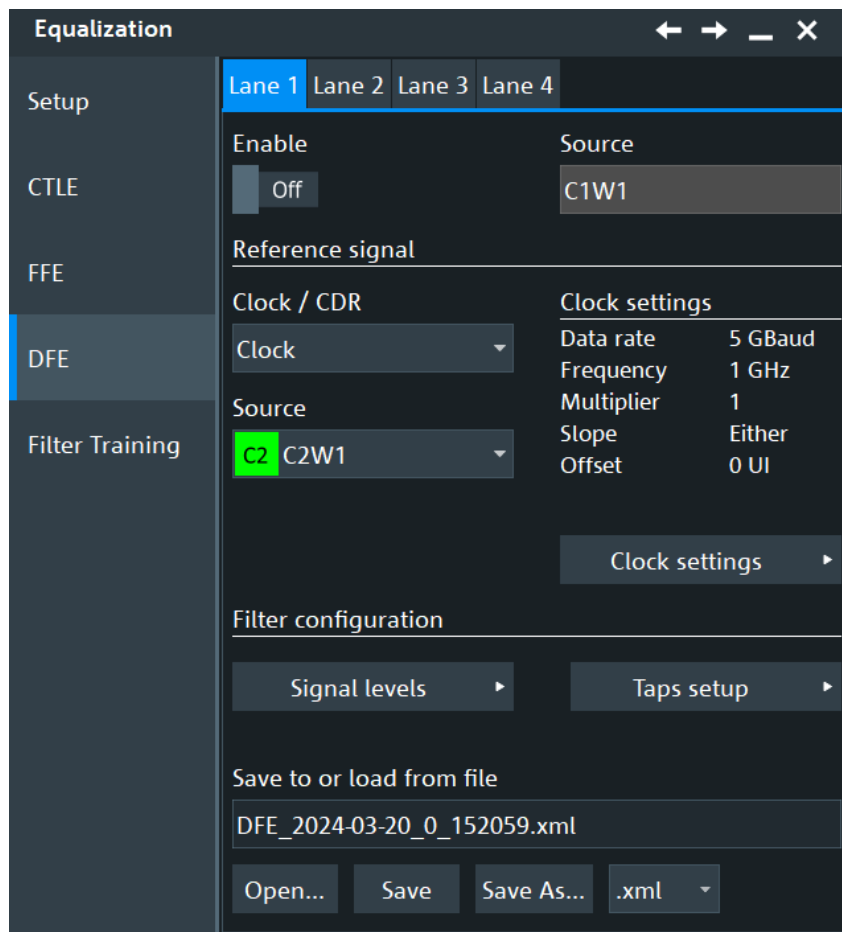 Equalization
Setup
CTLE
FFE
DFE
Filter Training
Lane 1 Lane 2 Lane 3 Lane 4
Enable
Off
Source
C1W1
Reference signal
Clock / CDR
Clock
Source
C2 C2W1
Clock settings
Data rate 5 GBaud
Frequency 1 GHz
Multiplier 1
Slope Either
Offset 0 UI
Clock settings
Filter configuration
Signal levels
Taps setup
Save to or load from file
DFE_2024-03-20_0_152059.xml
Open... Save Save As... .xml